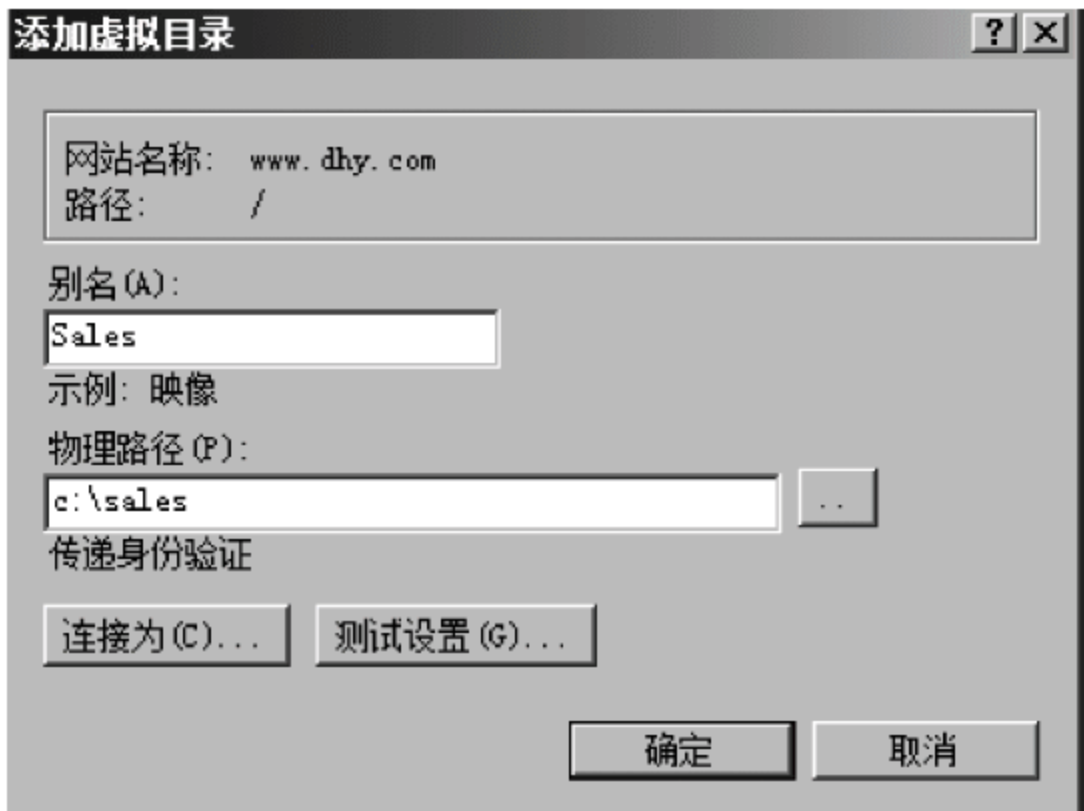 添加虚拟目录
网站名称: www.dhy.com
路径: /
别名(A):
Sales
示例: 映像
物理路径(P):
c:\sales
..
传递身份验证
连接为(C)... 测试设置(G)...
确定 取消